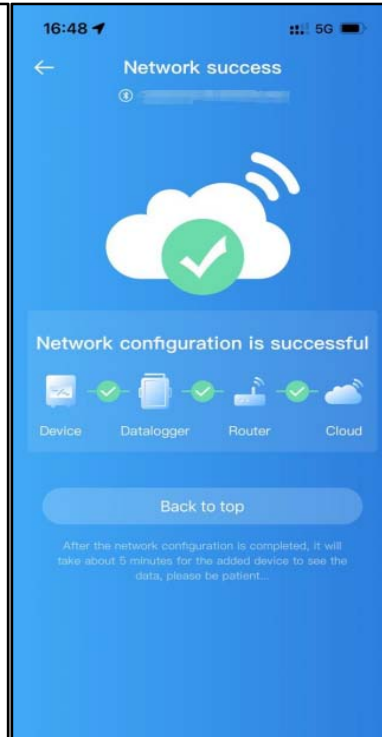 16:48 5G
Network success
Network configuration is successful
Device Datalogger Router Cloud
Back to top
After the network configuration is completed, it will
take about 5 minutes for the added device to see the
data, please be patient...